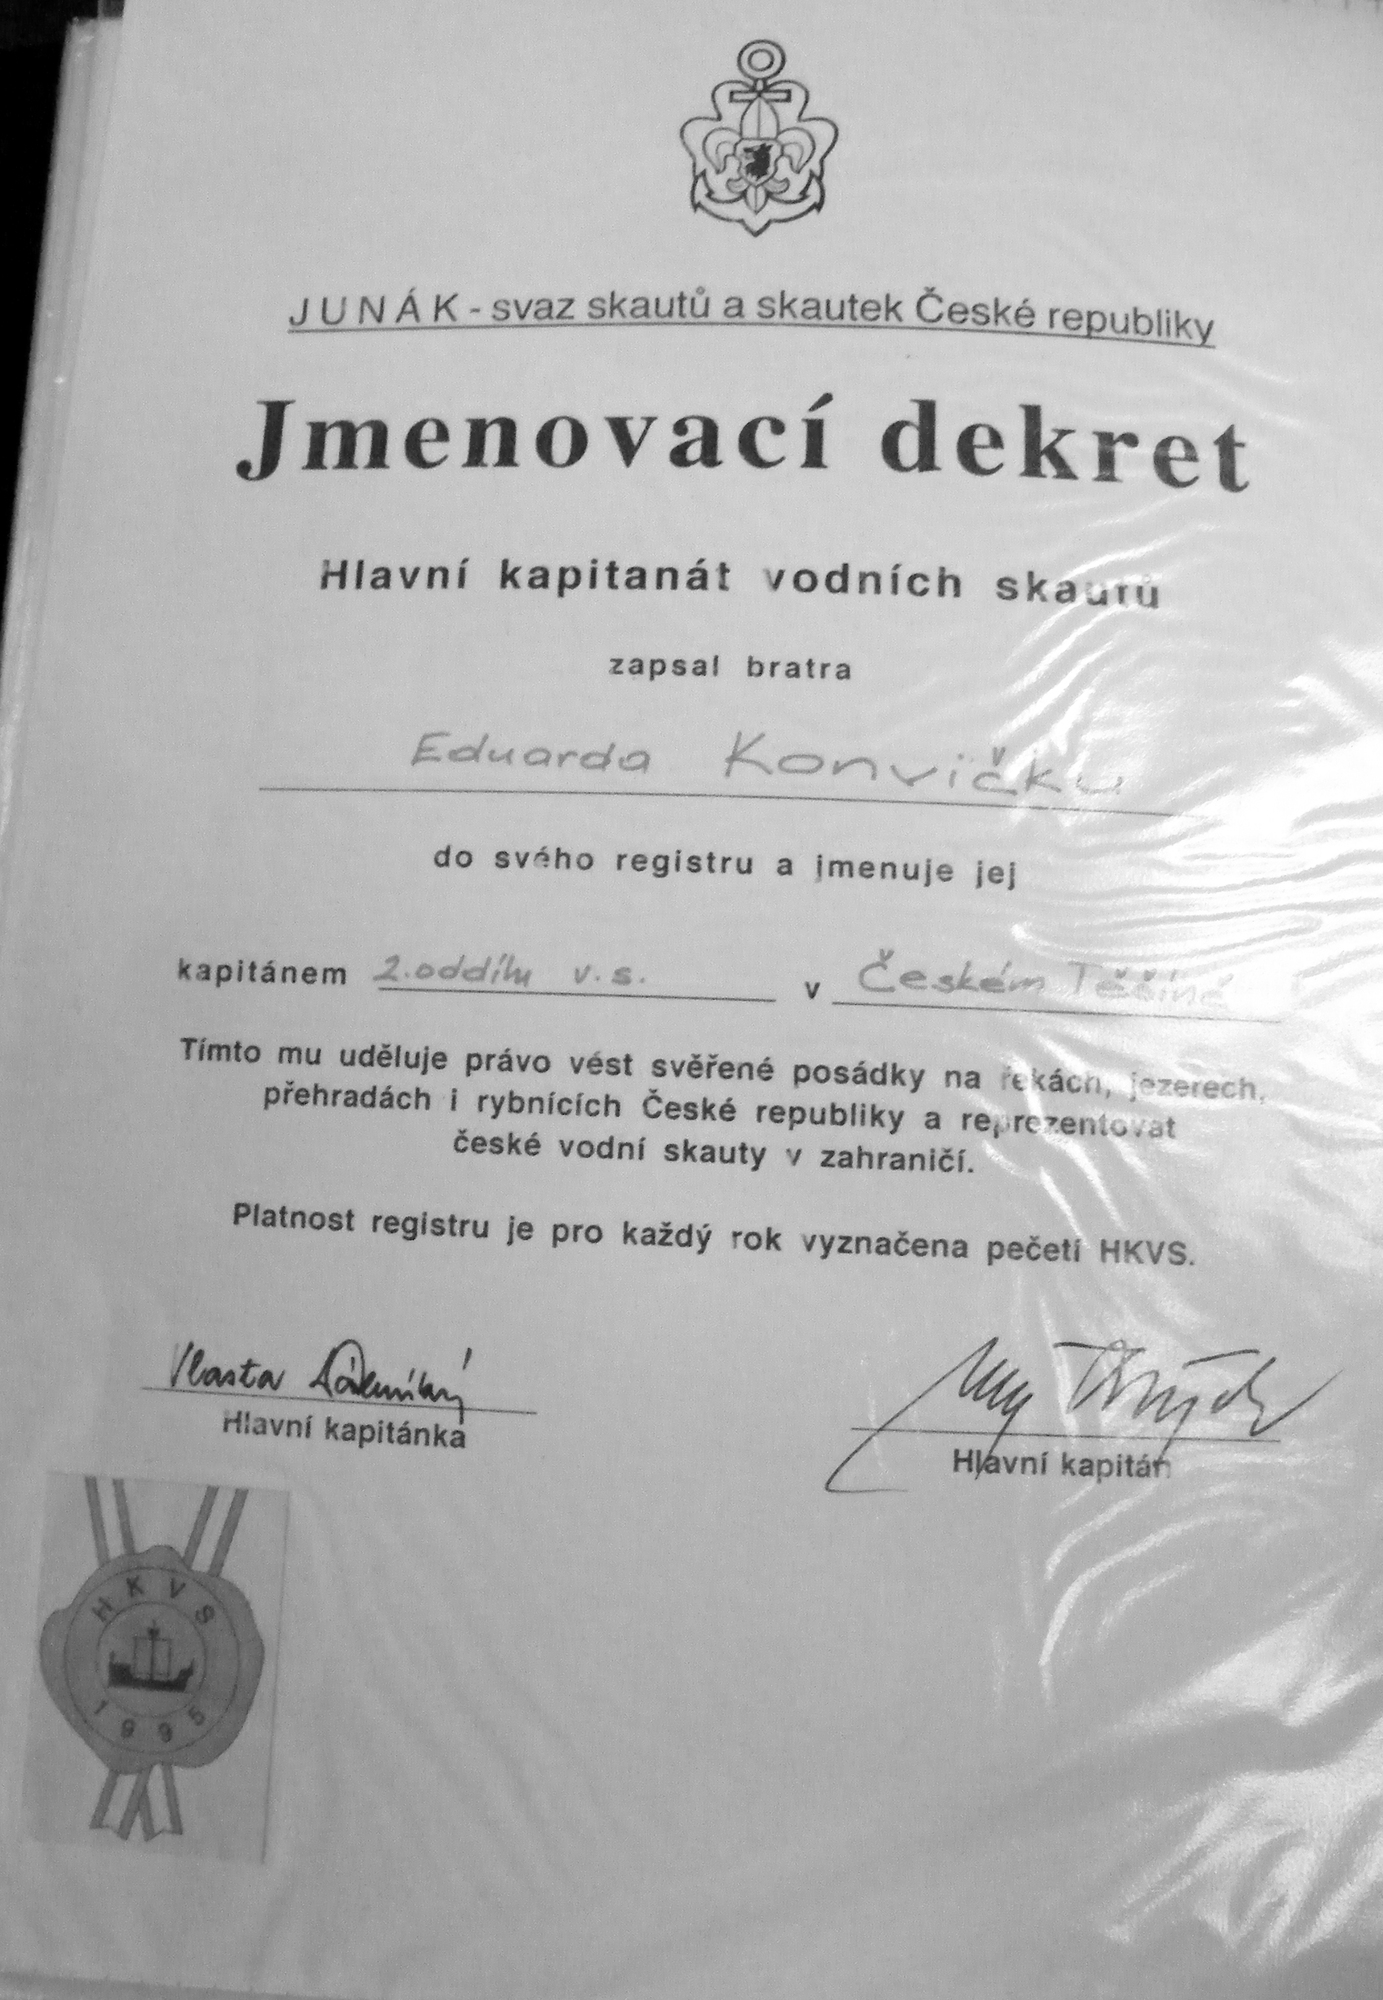 JUNÁK - svaz skautů a skautek České republiky
Jmenovací dekret
Hlavní kapitanát vodních skautů
zapsal bratra
Eduarda Konvičku
do svého registru a jmenuje jej
kapitánem 2. oddílu v.s. v Českém Těšíně
Tímto mu uděluje právo vést svěřené posádky na řekách, jezerech,
přehradách i rybnících České republiky a reprezentovat
české vodní skauty v zahraničí.
Platnost registru je pro každý rok vyznačena pečetí HKVS.
Vlasta
Hlavní kapitánka
Hlavní kapitán
HKVS
1995